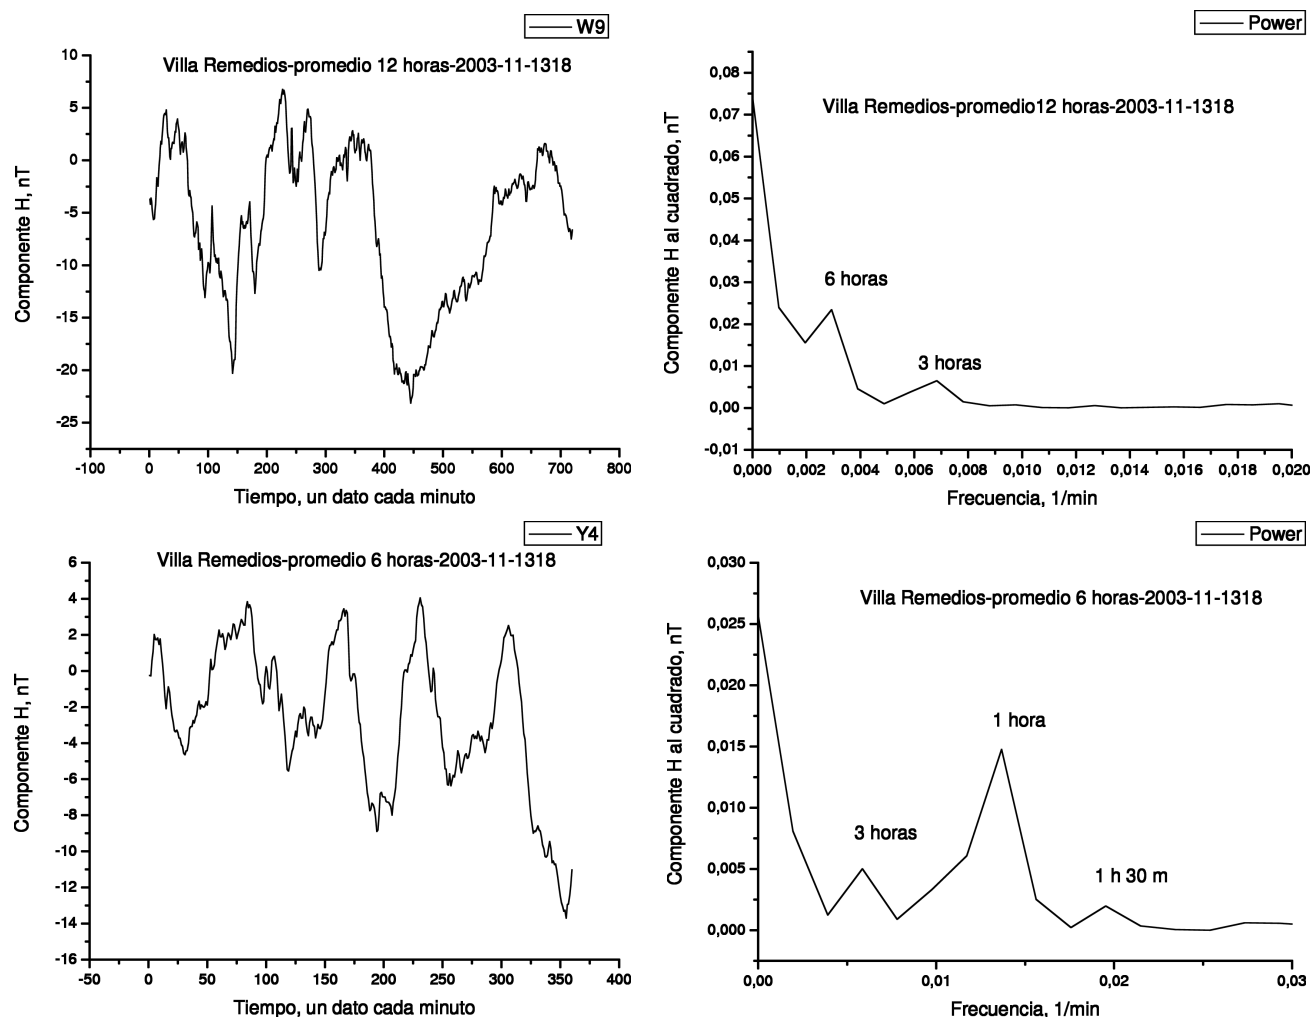 W9
Villa Remedios-promedio 12 horas-2003-11-1318
Componente H, nT
10
5
0
-5
-10
-15
-20
-25
-100 0 100 200 300 400 500 600 700 800
Tiempo, un dato cada minuto
Power
Villa Remedios-promedio12 horas-2003-11-1318
Componente H al cuadrado, nT
0,08
0,07
0,06
0,05
0,04
0,03
0,02
0,01
0,00
-0,01
6 horas
3 horas
0,000 0,002 0,004 0,006 0,008 0,010 0,012 0,014 0,016 0,018 0,020
Frecuencia, 1/min
Y4
Villa Remedios-promedio 6 horas-2003-11-1318
Componente H, nT
6
4
2
0
-2
-4
-6
-8
-10
-12
-14
-16
-50 0 50 100 150 200 250 300 350 400
Tiempo, un dato cada minuto
Power
Villa Remedios-promedio 6 horas-2003-11-1318
Componente H al cuadrado, nT
0,030
0,025
0,020
0,015
0,010
0,005
0,000
1 hora
3 horas
1 h 30 m
0,00 0,01 0,02 0,03
Frecuencia, 1/min